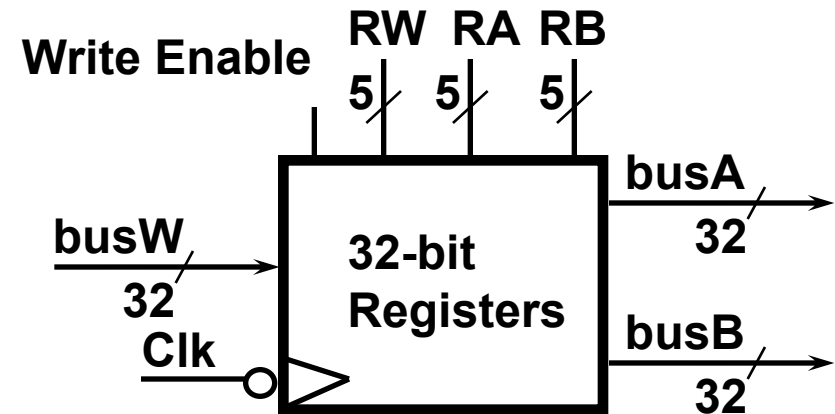 RW RA RB
Write Enable
5 5 5
busA
32
busW
32
32-bit
Registers
Clk
busB
32